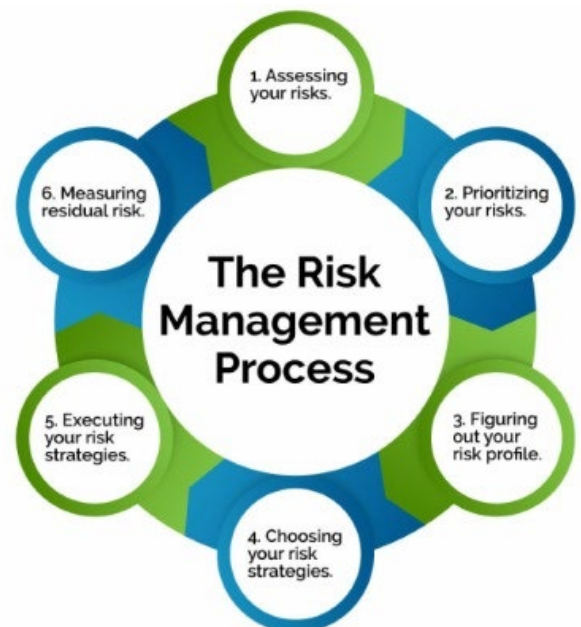 The Risk
Management
Process
1. Assessing
your risks.
2. Prioritizing
your risks.
3. Figuring
out your
risk profile.
4. Choosing
your risk
strategies.
5. Executing
your risk
strategies.
6. Measuring
residual risk.